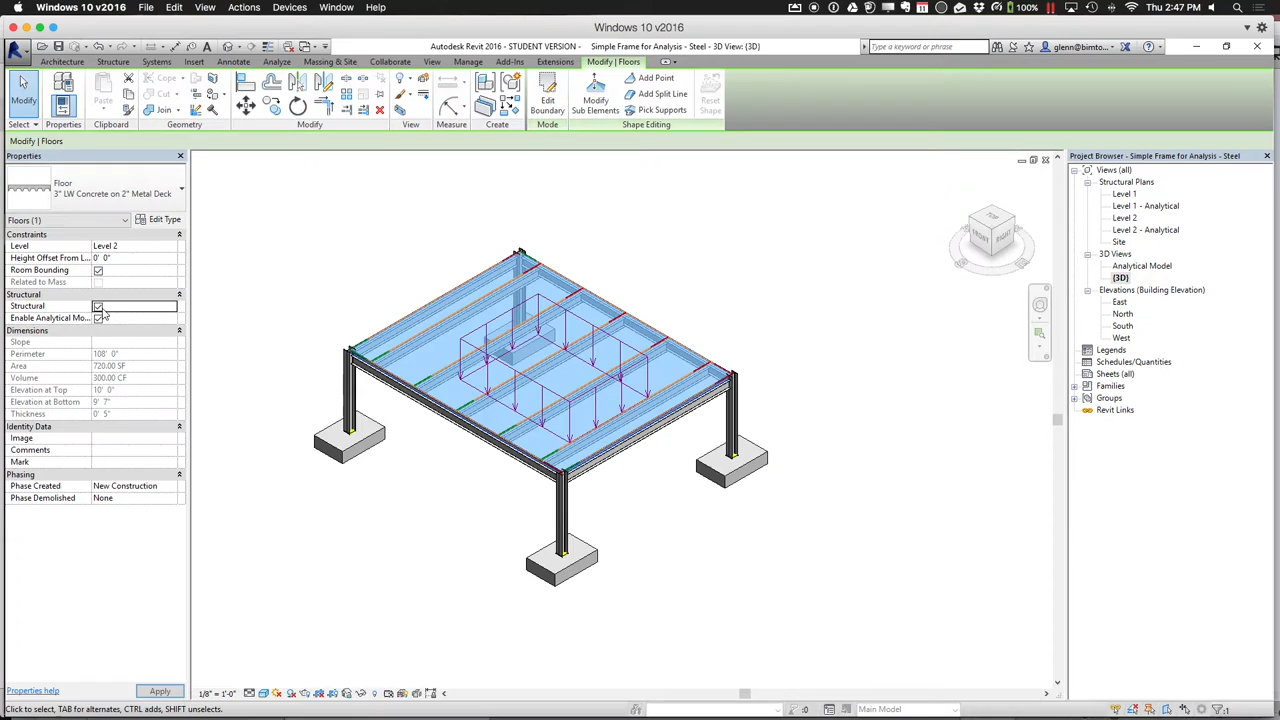 File Edit View Actions Devices Window Help
100% Thu 2:47 PM
Windows 10 v2016
Autodesk Revit 2016 - STUDENT VERSION - Simple Frame for Analysis - Steel - 3D View: {3D}
Type a keyword or phrase
glenn@bimto...
Architecture Structure Systems Insert Annotate Analyze Massing & Site Collaborate View Manage Add-Ins Extensions Modify | Floors
Modify
Paste
Cope
Cut
Join
Edit Boundary
Modify Sub Elements
Add Point
Add Split Line
Pick Supports
Reset Shape
Select Properties Clipboard Geometry Modify View Measure Create Mode Shape Editing
Modify | Floors
Properties
Floor
3" LW Concrete on 2" Metal Deck
Floors (1) Edit Type
Constraints
Level Level 2
Height Offset From L... 0' 0"
Room Bounding
Related to Mass
Structural
Structural
Enable Analytical Mo...
Dimensions
Slope
Perimeter 108' 0"
Area 720.00 SF
Volume 300.00 CF
Elevation at Top 10' 0"
Elevation at Bottom 9' 7"
Thickness 0' 5"
Identity Data
Image
Comments
Mark
Phasing
Phase Created New Construction
Phase Demolished None
Properties help Apply
TOP
FRONT
RIGHT
Project Browser - Simple Frame for Analysis - Steel
Views (all)
Structural Plans
Level 1
Level 1 - Analytical
Level 2
Level 2 - Analytical
Site
3D Views
Analytical Model
{3D}
Elevations (Building Elevation)
East
North
South
West
Legends
Schedules/Quantities
Sheets (all)
Families
Groups
Revit Links
1/8" = 1'-0"
Click to select, TAB for alternates, CTRL adds, SHIFT unselects.
:0
Main Model
:1